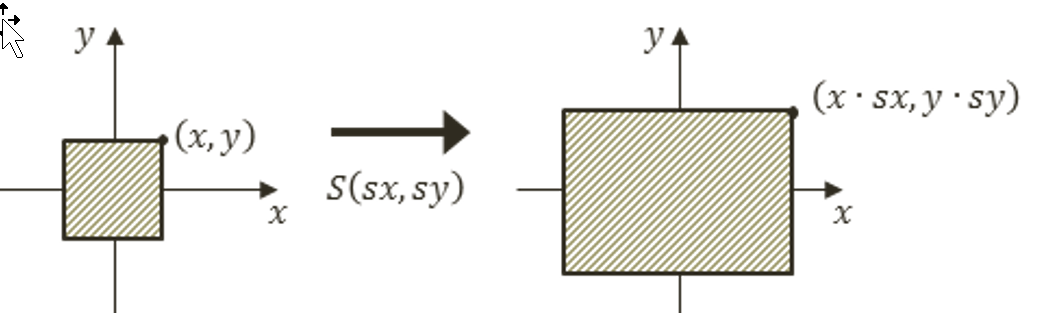 y
(x, y)
x
S(sx, sy)
y
(x · sx, y · sy)
x